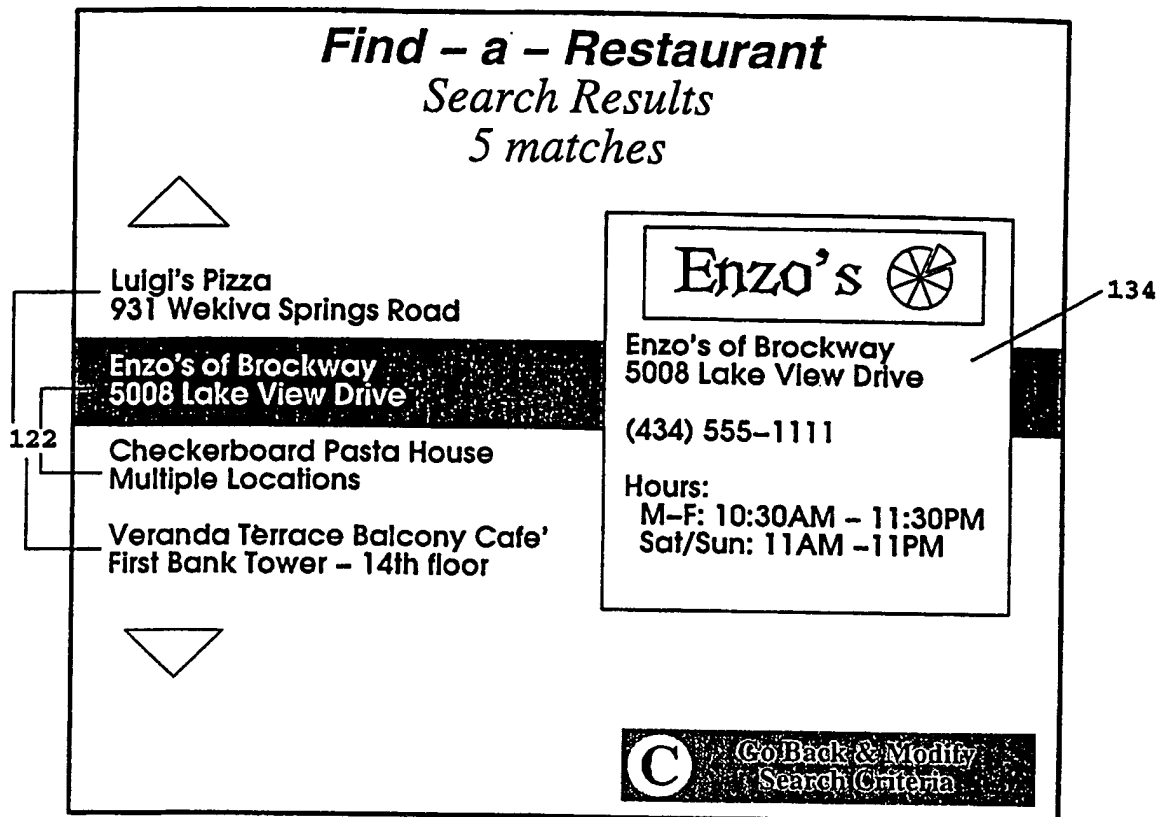 Find – a – Restaurant
Search Results
5 matches
Luigi's Pizza
931 Wekiva Springs Road
Enzo's of Brockway
5008 Lake View Drive
Checkerboard Pasta House
Multiple Locations
Veranda Terrace Balcony Cafe'
First Bank Tower – 14th floor
122
Enzo's
Enzo's of Brockway
5008 Lake View Drive
(434) 555–1111
Hours:
M–F: 10:30AM – 11:30PM
Sat/Sun: 11AM –11PM
134
C
Go Back & Modify
Search Criteria